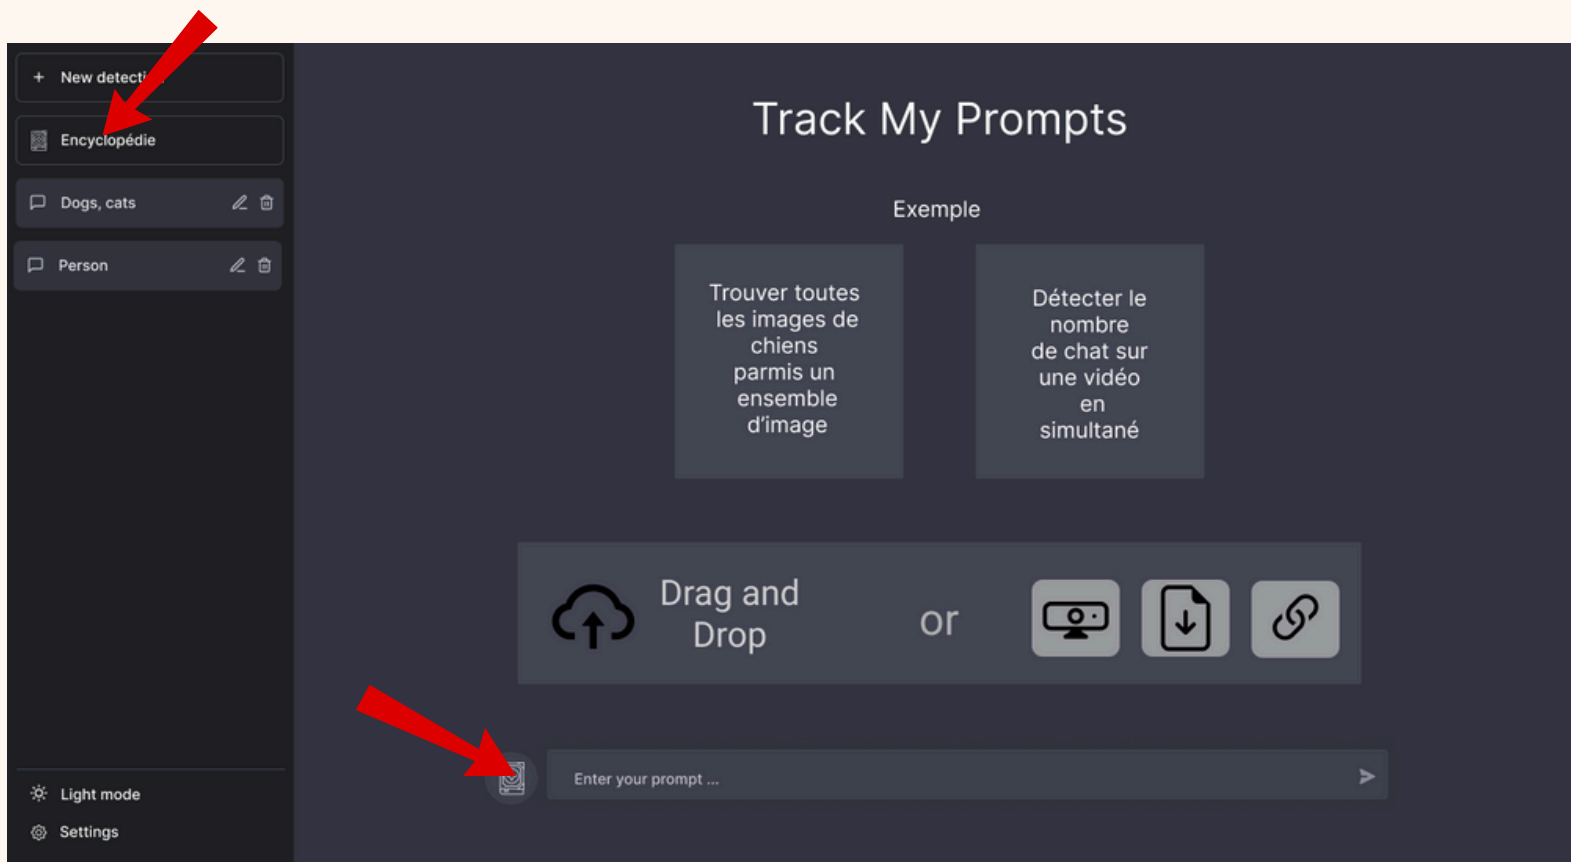 + New detecti
Encyclopédie
Dogs, cats
Person
Light mode
Settings
Track My Prompts
Exemple
Trouver toutes
les images de
chiens
parmis un
ensemble
d'image
Détecter le
nombre
de chat sur
une vidéo
en
simultané
Drag and
Drop
or
Enter your prompt ...